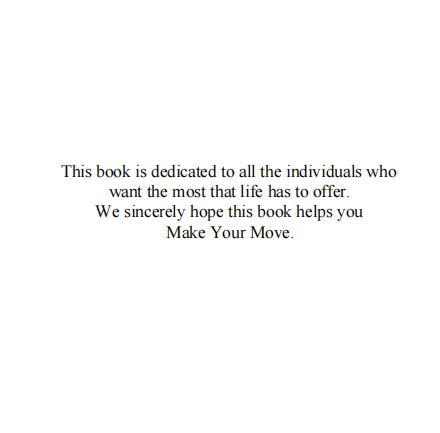 This book is dedicated to all the individuals who
want the most that life has to offer.
We sincerely hope this book helps you
Make Your Move.